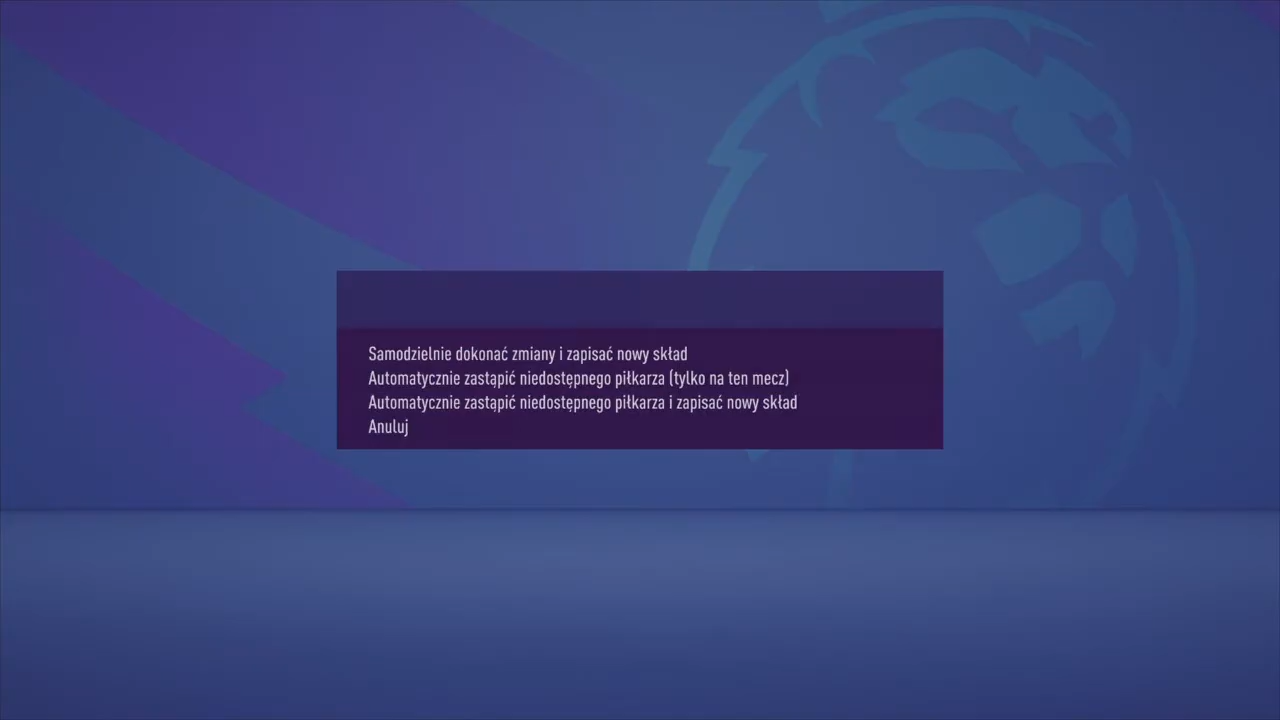 Samodzielnie dokonać zmiany i zapisać nowy skład
Automatycznie zastąpić niedostępnego piłkarza (tylko na ten mecz)
Automatycznie zastąpić niedostępnego piłkarza i zapisać nowy skład
Anuluj